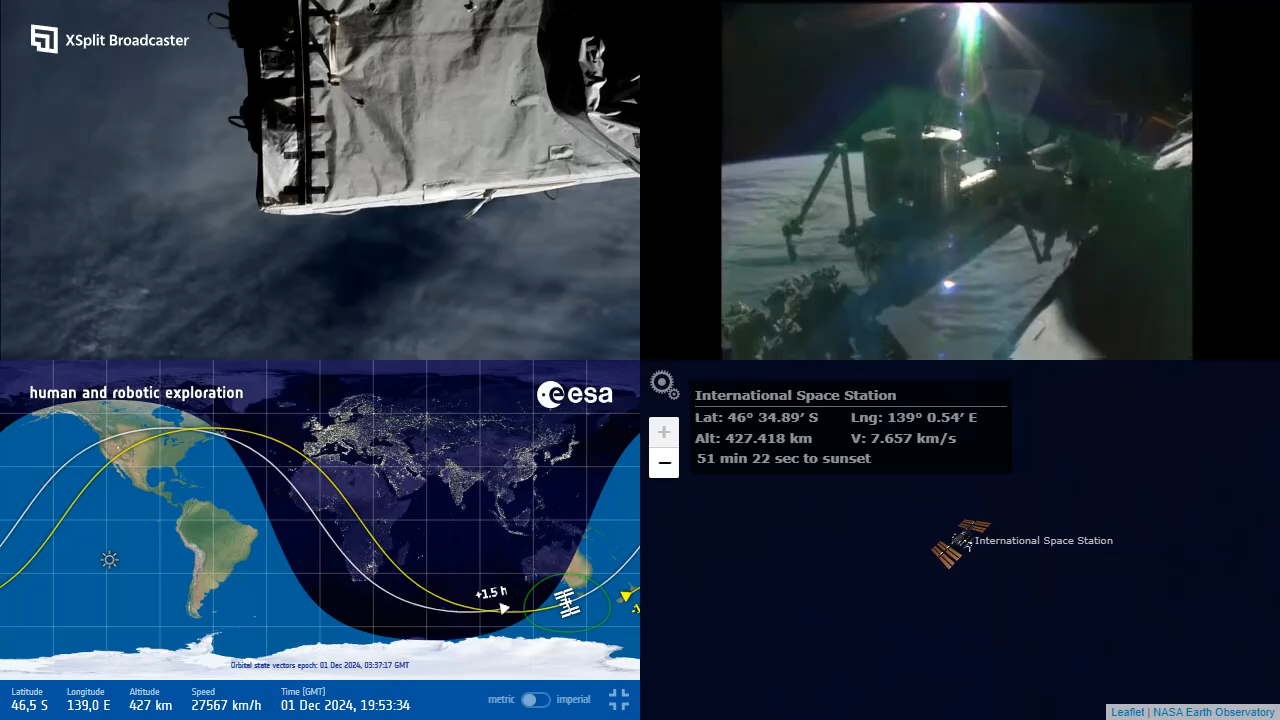 XSplit Broadcaster
human and robotic exploration
esa
+1.5 h
Orbital state vectors epoch: 01 Dec 2024, 03:37:17 GMT
Latitude Longitude Altitude Speed Time [GMT]
46,5 S 139,0 E 427 km 27567 km/h 01 Dec 2024, 19:53:34
metric imperial
International Space Station
Lat: 46° 34.89′ S Lng: 139° 0.54′ E
Alt: 427.418 km V: 7.657 km/s
51 min 22 sec to sunset
+
−
International Space Station
Leaflet | NASA Earth Observatory